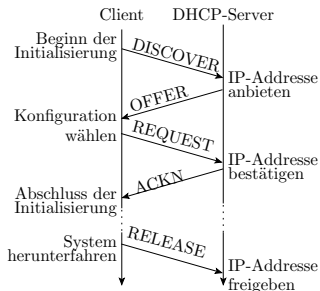 Client DHCP-Server
Beginn der
Initialisierung
DISCOVER
IP-Addresse
anbieten
OFFER
Konfiguration
wählen
REQUEST
IP-Addresse
bestätigen
ACKN
Abschluss der
Initialisierung
System
herunterfahren
RELEASE
IP-Addresse
freigeben